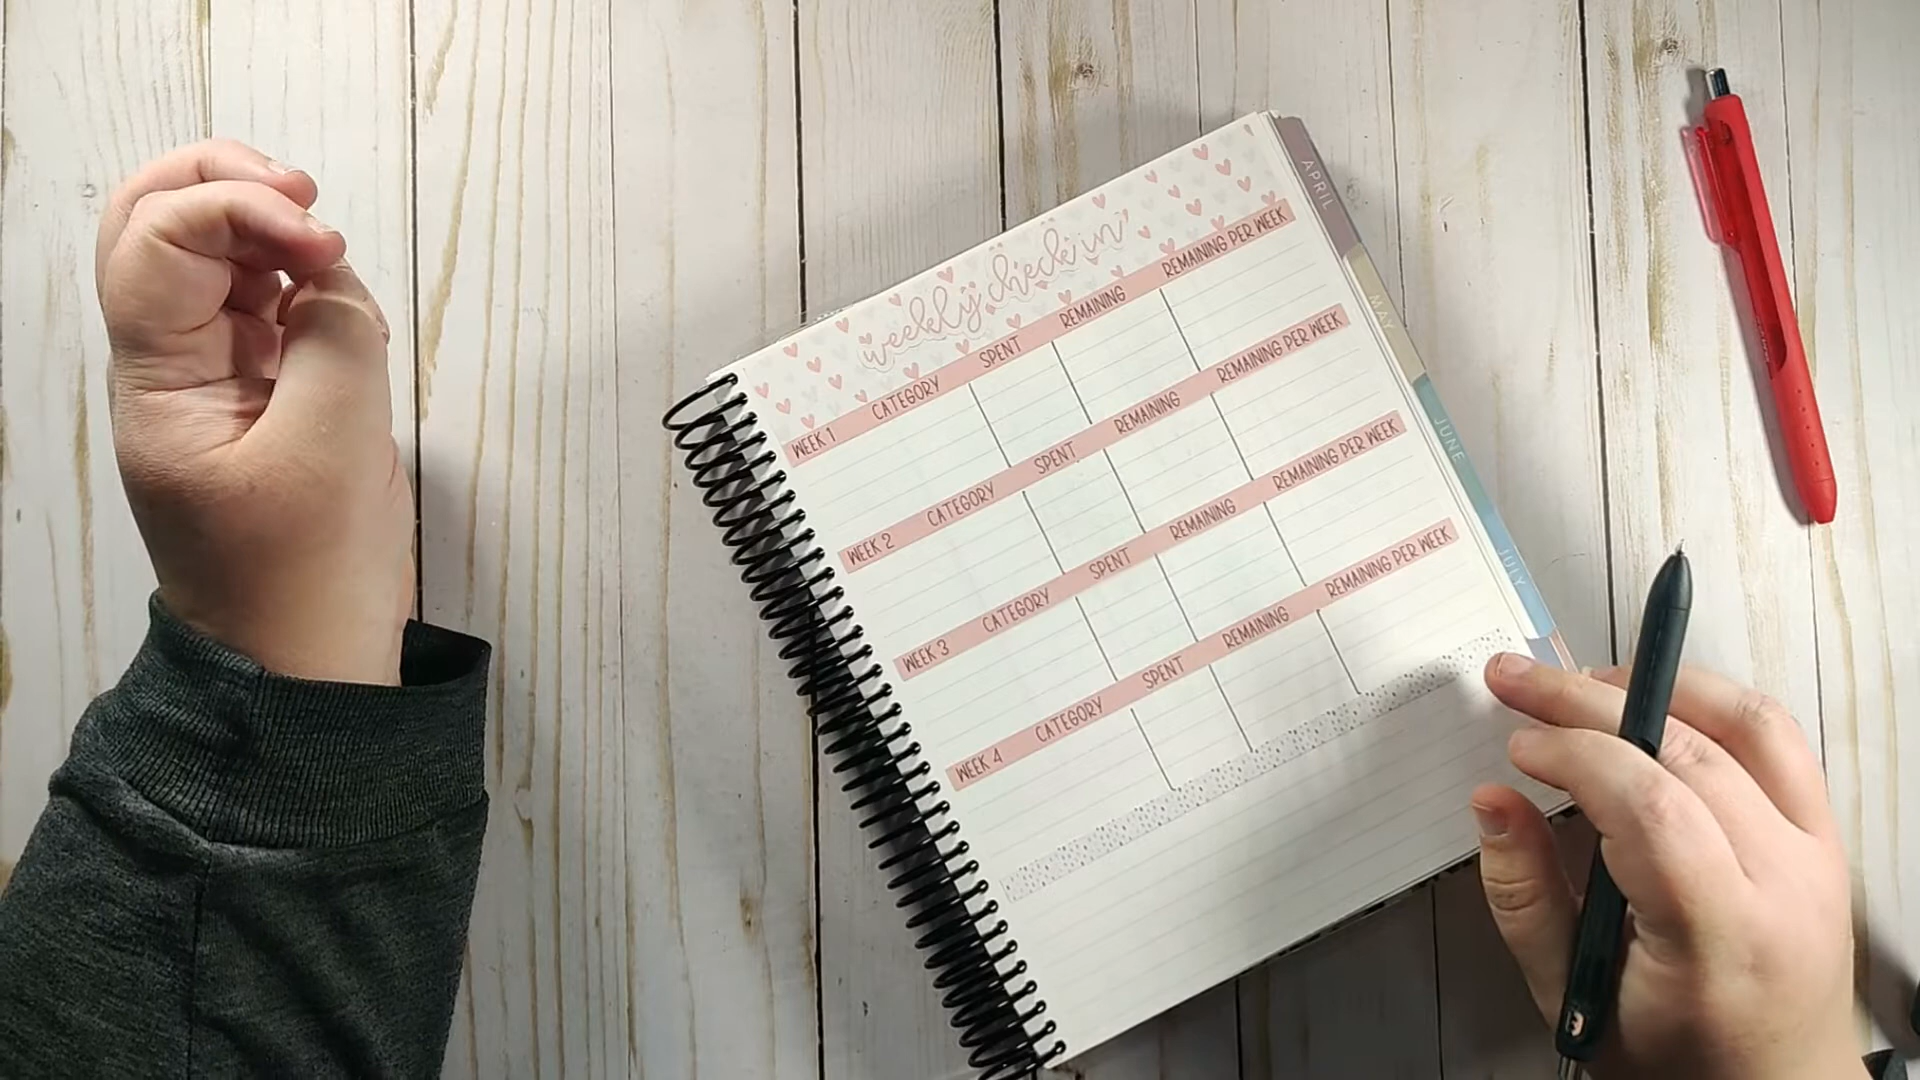 weekly check in
WEEK 1 CATEGORY SPENT REMAINING REMAINING PER WEEK
WEEK 2 CATEGORY SPENT REMAINING REMAINING PER WEEK
WEEK 3 CATEGORY SPENT REMAINING REMAINING PER WEEK
WEEK 4 CATEGORY SPENT REMAINING REMAINING PER WEEK
APRIL
MAY
JUNE
JULY